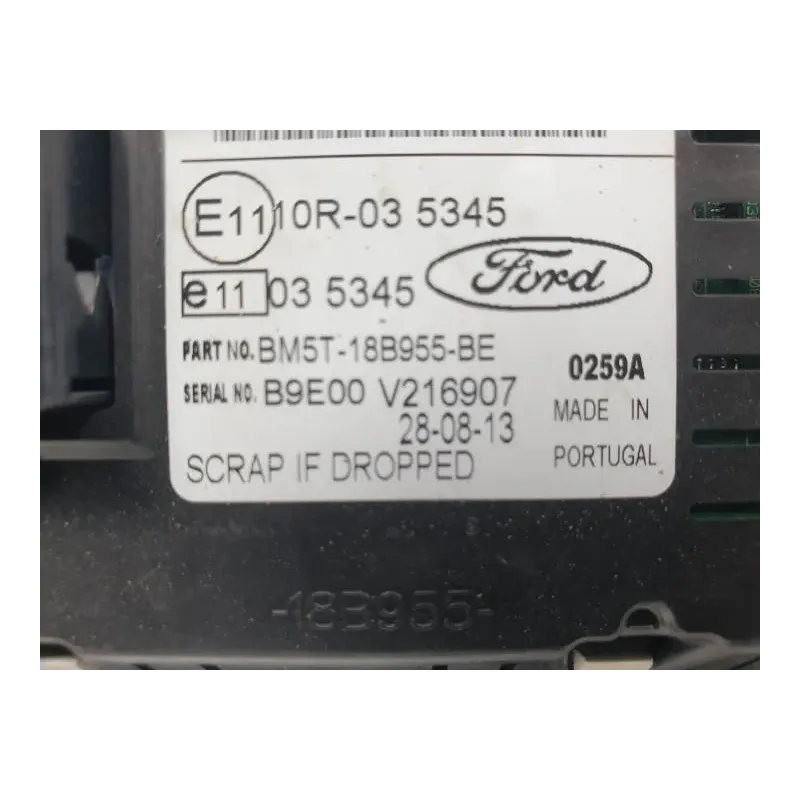 E11 10R-03 5345
e11 03 5345
Ford
PART NO. BM5T-18B955-BE
SERIAL NO. B9E00 V216907
0259A
28-08-13
MADE IN
PORTUGAL
SCRAP IF DROPPED
-18B955-